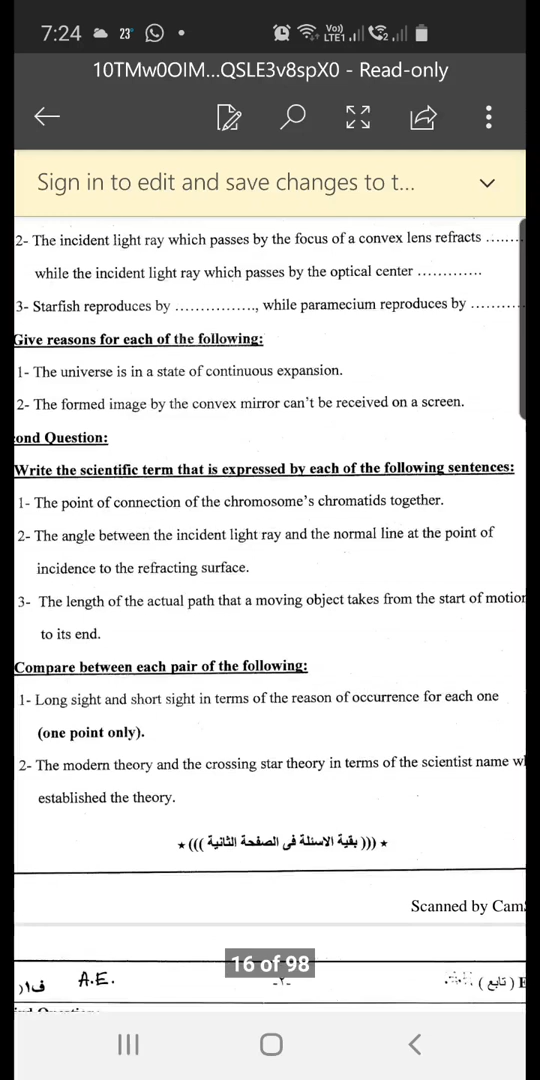 7:24 23°
Vo))
LTE1
2
10TMw0OIM...QSLE3v8spX0 - Read-only
Sign in to edit and save changes to t...
2- The incident light ray which passes by the focus of a convex lens refracts .......
while the incident light ray which passes by the optical center .............
3- Starfish reproduces by ................, while paramecium reproduces by ..........
Give reasons for each of the following:
1- The universe is in a state of continuous expansion.
2- The formed image by the convex mirror can't be received on a screen.
ond Question:
Write the scientific term that is expressed by each of the following sentences:
1- The point of connection of the chromosome's chromatids together.
2- The angle between the incident light ray and the normal line at the point of
incidence to the refracting surface.
3- The length of the actual path that a moving object takes from the start of motion
to its end.
Compare between each pair of the following:
1- Long sight and short sight in terms of the reason of occurrence for each one
(one point only).
2- The modern theory and the crossing star theory in terms of the scientist name w
established the theory.
★ ((( بقية الاسئلة فى الصفحة الثانية ))) ★
Scanned by Cam
16 of 98
A.E.
-٢-
( تابع ) E